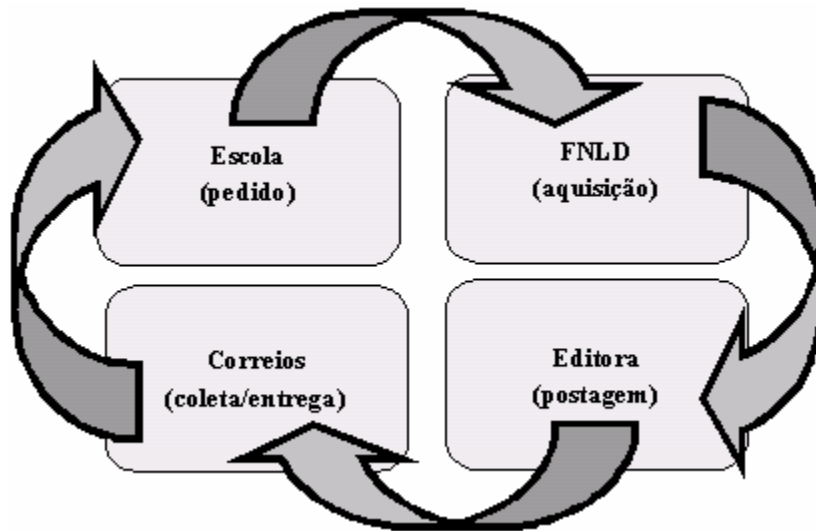 Escola
(pedido)
FNLD
(aquisição)
Correios
(coleta/entrega)
Editora
(postagem)